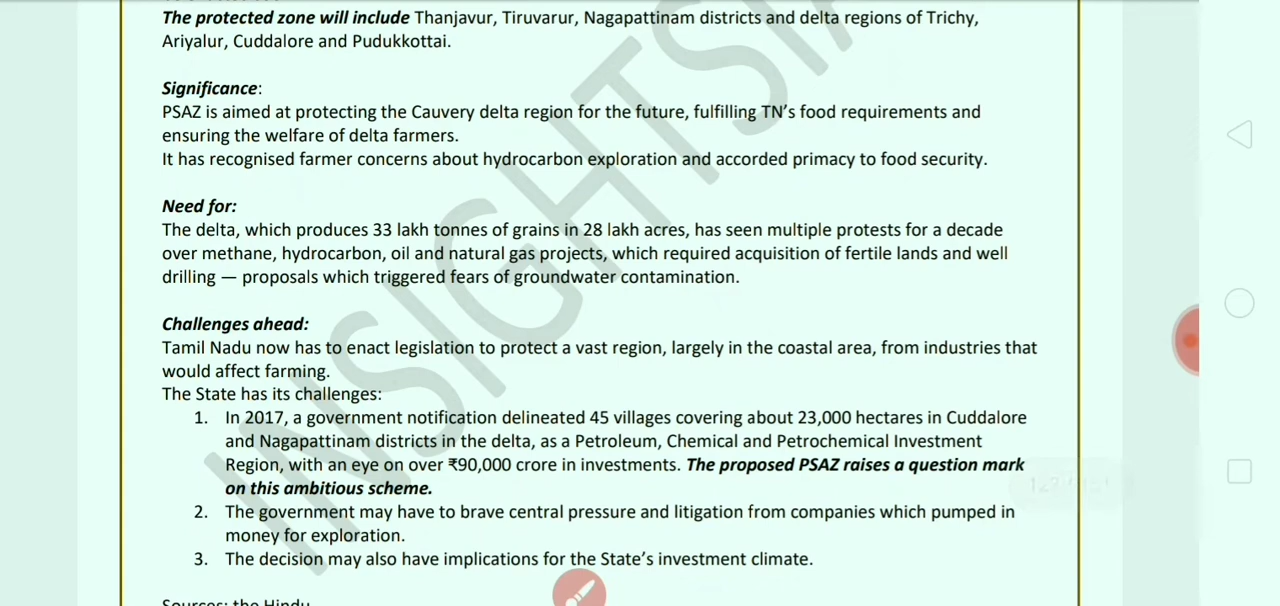 The protected zone will include Thanjavur, Tiruvarur, Nagapattinam districts and delta regions of Trichy,
Ariyalur, Cuddalore and Pudukkottai.
Significance:
PSAZ is aimed at protecting the Cauvery delta region for the future, fulfilling TN’s food requirements and
ensuring the welfare of delta farmers.
It has recognised farmer concerns about hydrocarbon exploration and accorded primacy to food security.
Need for:
The delta, which produces 33 lakh tonnes of grains in 28 lakh acres, has seen multiple protests for a decade
over methane, hydrocarbon, oil and natural gas projects, which required acquisition of fertile lands and well
drilling — proposals which triggered fears of groundwater contamination.
Challenges ahead:
Tamil Nadu now has to enact legislation to protect a vast region, largely in the coastal area, from industries that
would affect farming.
The State has its challenges:
1. In 2017, a government notification delineated 45 villages covering about 23,000 hectares in Cuddalore
and Nagapattinam districts in the delta, as a Petroleum, Chemical and Petrochemical Investment
Region, with an eye on over ₹90,000 crore in investments. The proposed PSAZ raises a question mark
on this ambitious scheme.
2. The government may have to brave central pressure and litigation from companies which pumped in
money for exploration.
3. The decision may also have implications for the State’s investment climate.
Sources: the Hindu
INSIGHTSIA